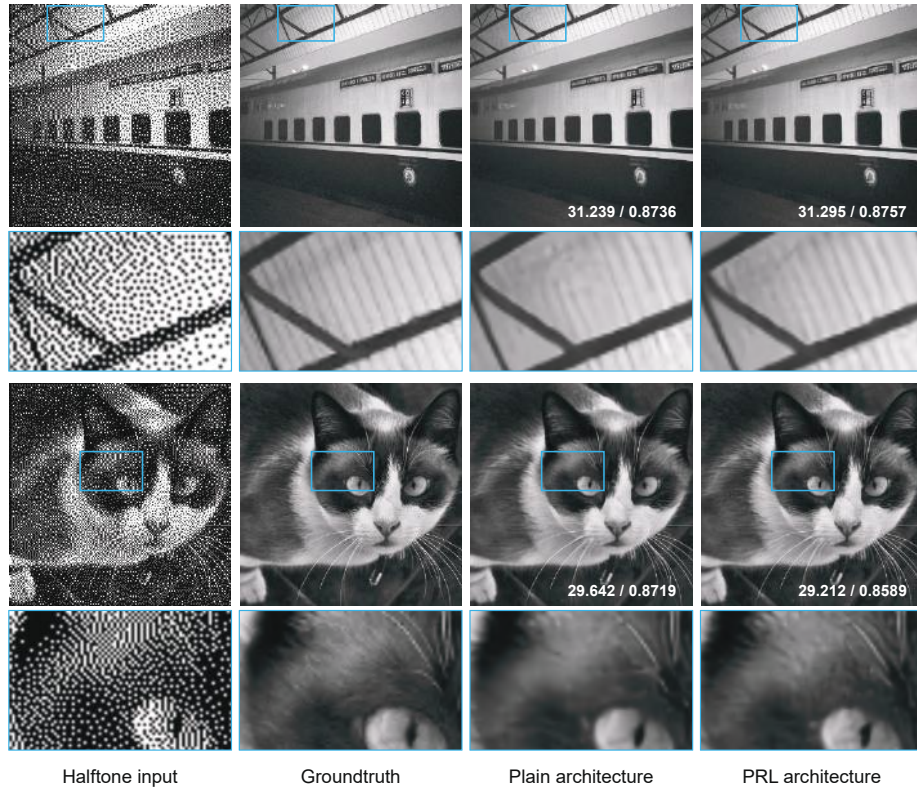 31.239 / 0.8736
31.295 / 0.8757
29.642 / 0.8719
29.212 / 0.8589
Halftone input
Groundtruth
Plain architecture
PRL architecture